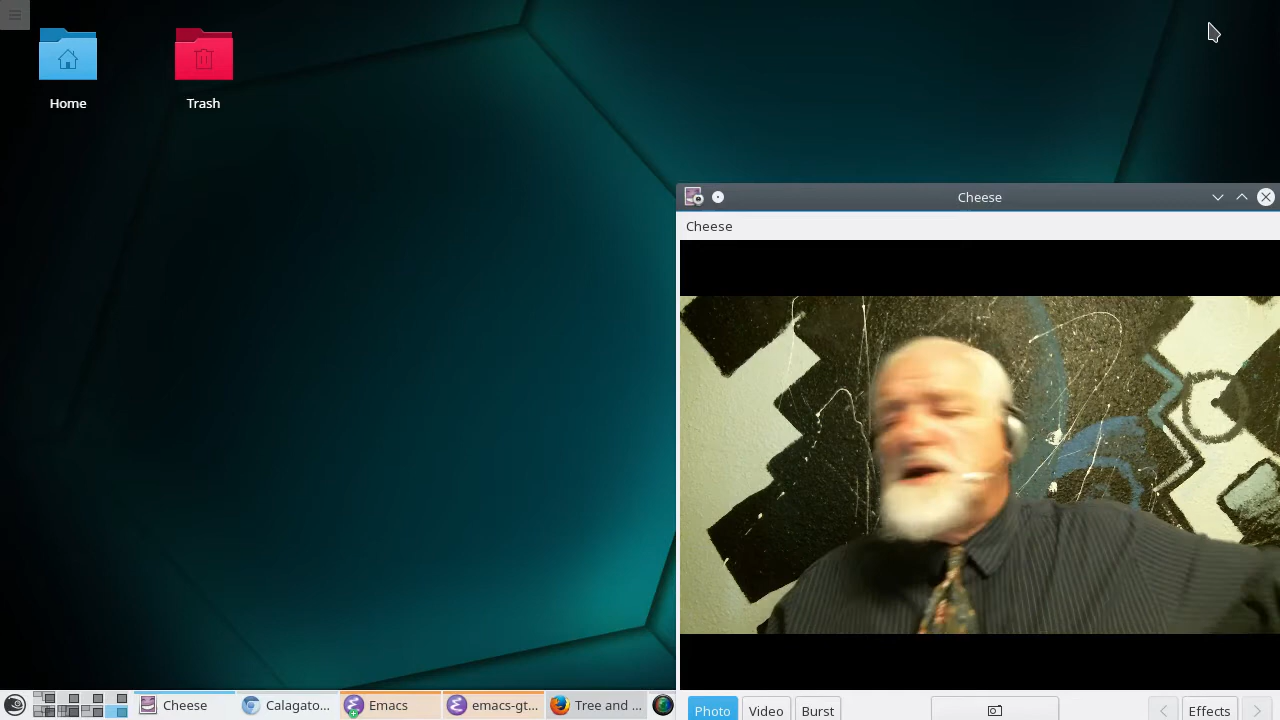 Home
Trash
Cheese
Cheese
Photo
Video
Burst
Effects
Cheese
Calagato...
Emacs
emacs-gt...
Tree and ...